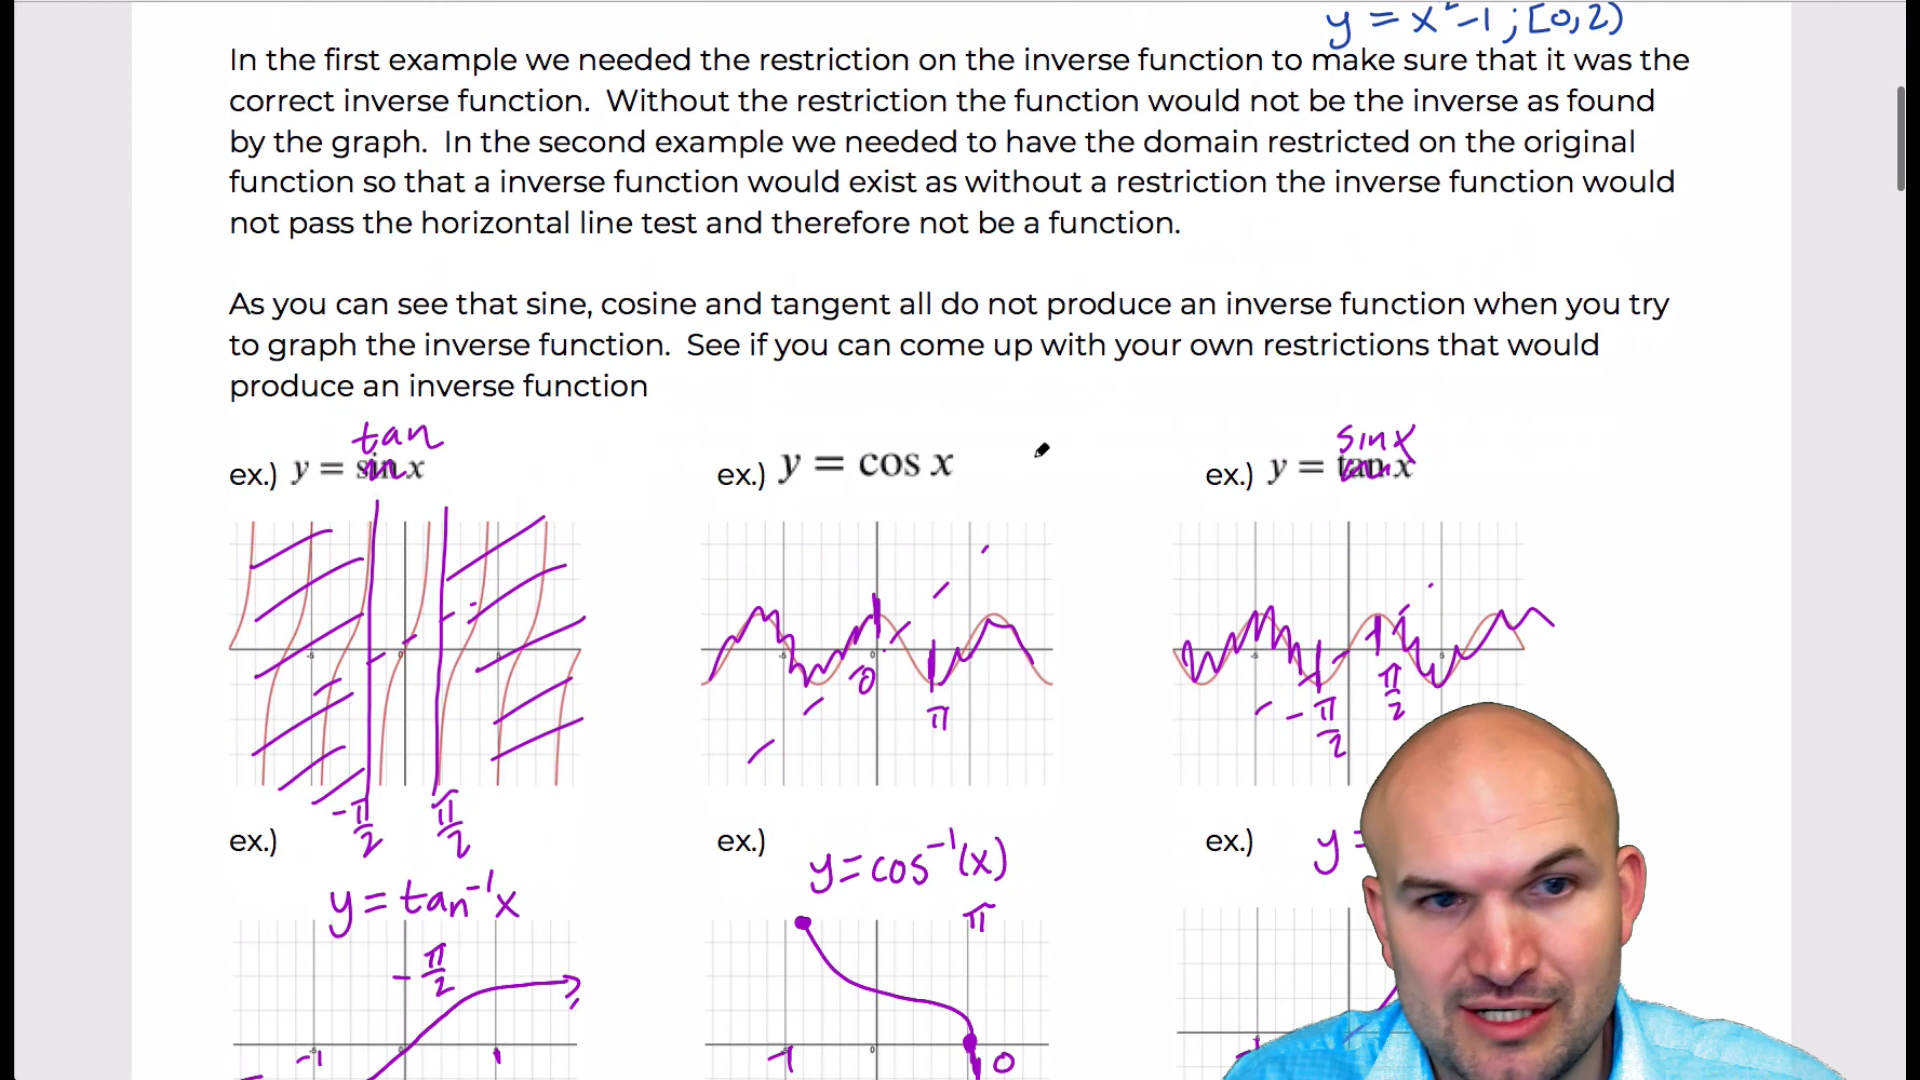 y = x²-1 ; [0,2)
In the first example we needed the restriction on the inverse function to make sure that it was the
correct inverse function. Without the restriction the function would not be the inverse as found
by the graph. In the second example we needed to have the domain restricted on the original
function so that a inverse function would exist as without a restriction the inverse function would
not pass the horizontal line test and therefore not be a function.
As you can see that sine, cosine and tangent all do not produce an inverse function when you try
to graph the inverse function. See if you can come up with your own restrictions that would
produce an inverse function
tan
ex.) y = sin x
ex.) y = cos x
sin x
ex.) y = tan x
0
π
-π/2
π/2
-π/2
π/2
ex.)
y = tan⁻¹x
-π/2
-1
1
ex.)
y = cos⁻¹(x)
π
-1
0
ex.)
y =